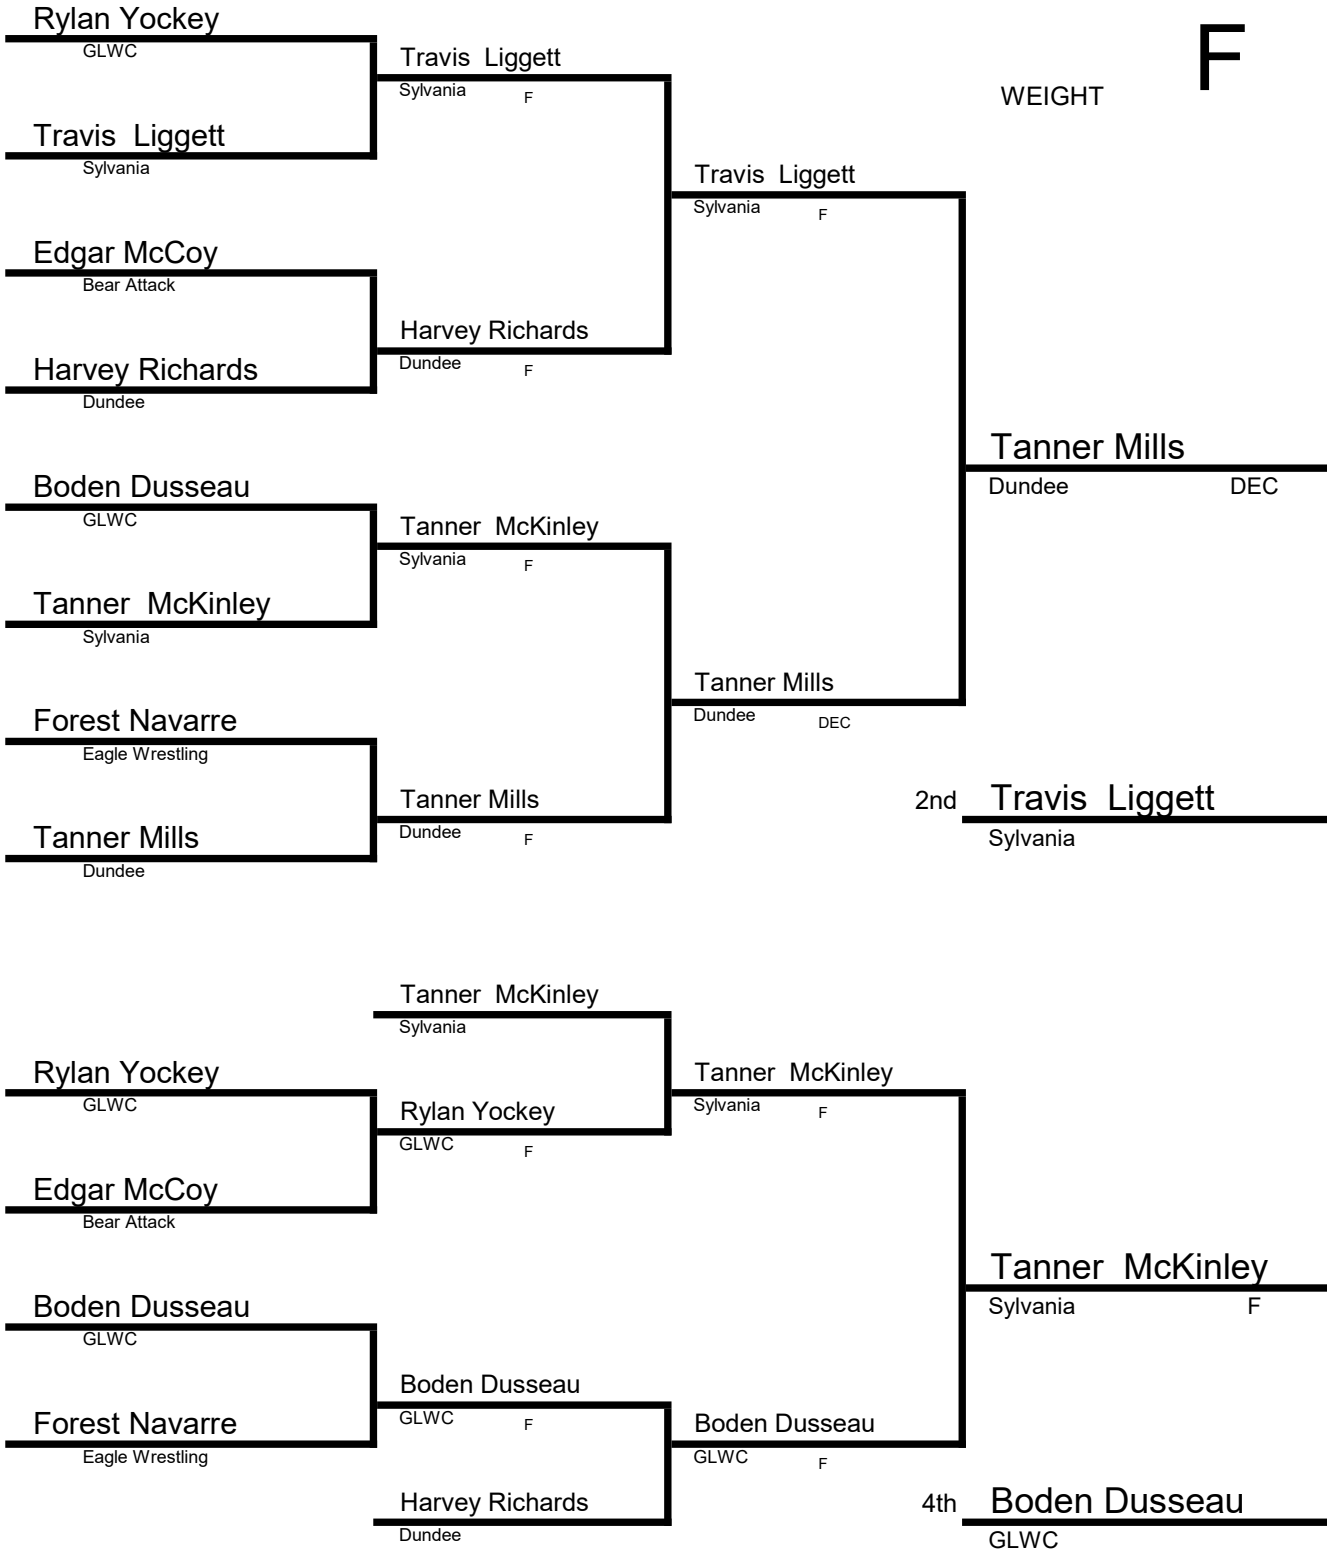 Rylan Yockey
GLWC
Travis  Liggett
Sylvania F
F
WEIGHT
Travis  Liggett
Sylvania
Travis  Liggett
Sylvania F
Edgar McCoy
Bear Attack
Harvey Richards
Dundee F
Harvey Richards
Dundee
Tanner Mills
Dundee DEC
Boden Dusseau
GLWC
Tanner  McKinley
Sylvania F
Tanner  McKinley
Sylvania
Tanner Mills
Dundee DEC
Forest Navarre
Eagle Wrestling
Tanner Mills
Dundee F
2nd Travis  Liggett
Sylvania
Tanner Mills
Dundee
Tanner  McKinley
Sylvania
Rylan Yockey
GLWC
Tanner  McKinley
Sylvania F
Rylan Yockey
GLWC F
Edgar McCoy
Bear Attack
Tanner  McKinley
Sylvania F
Boden Dusseau
GLWC
Boden Dusseau
GLWC F
Forest Navarre
Eagle Wrestling
Boden Dusseau
GLWC F
Harvey Richards
Dundee
4th Boden Dusseau
GLWC